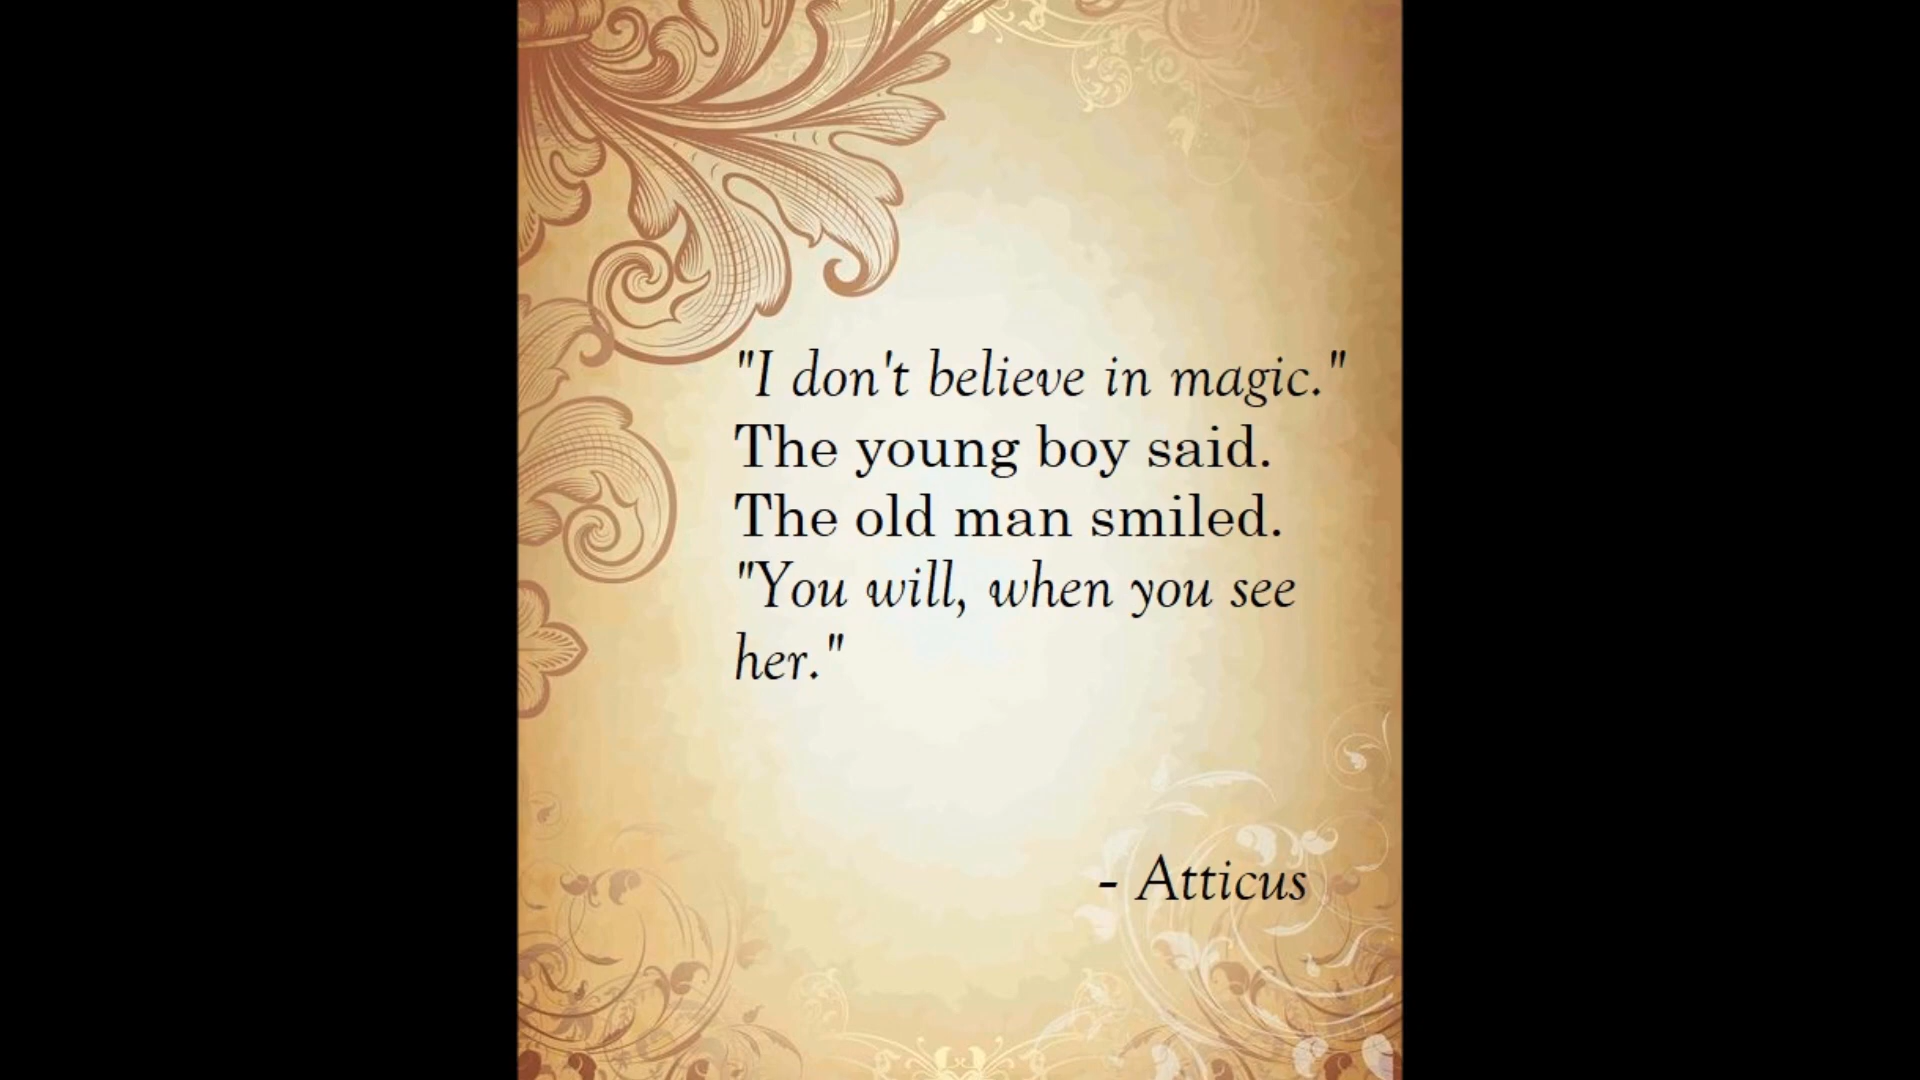 "I don't believe in magic."
The young boy said.
The old man smiled.
"You will, when you see
her."
- Atticus